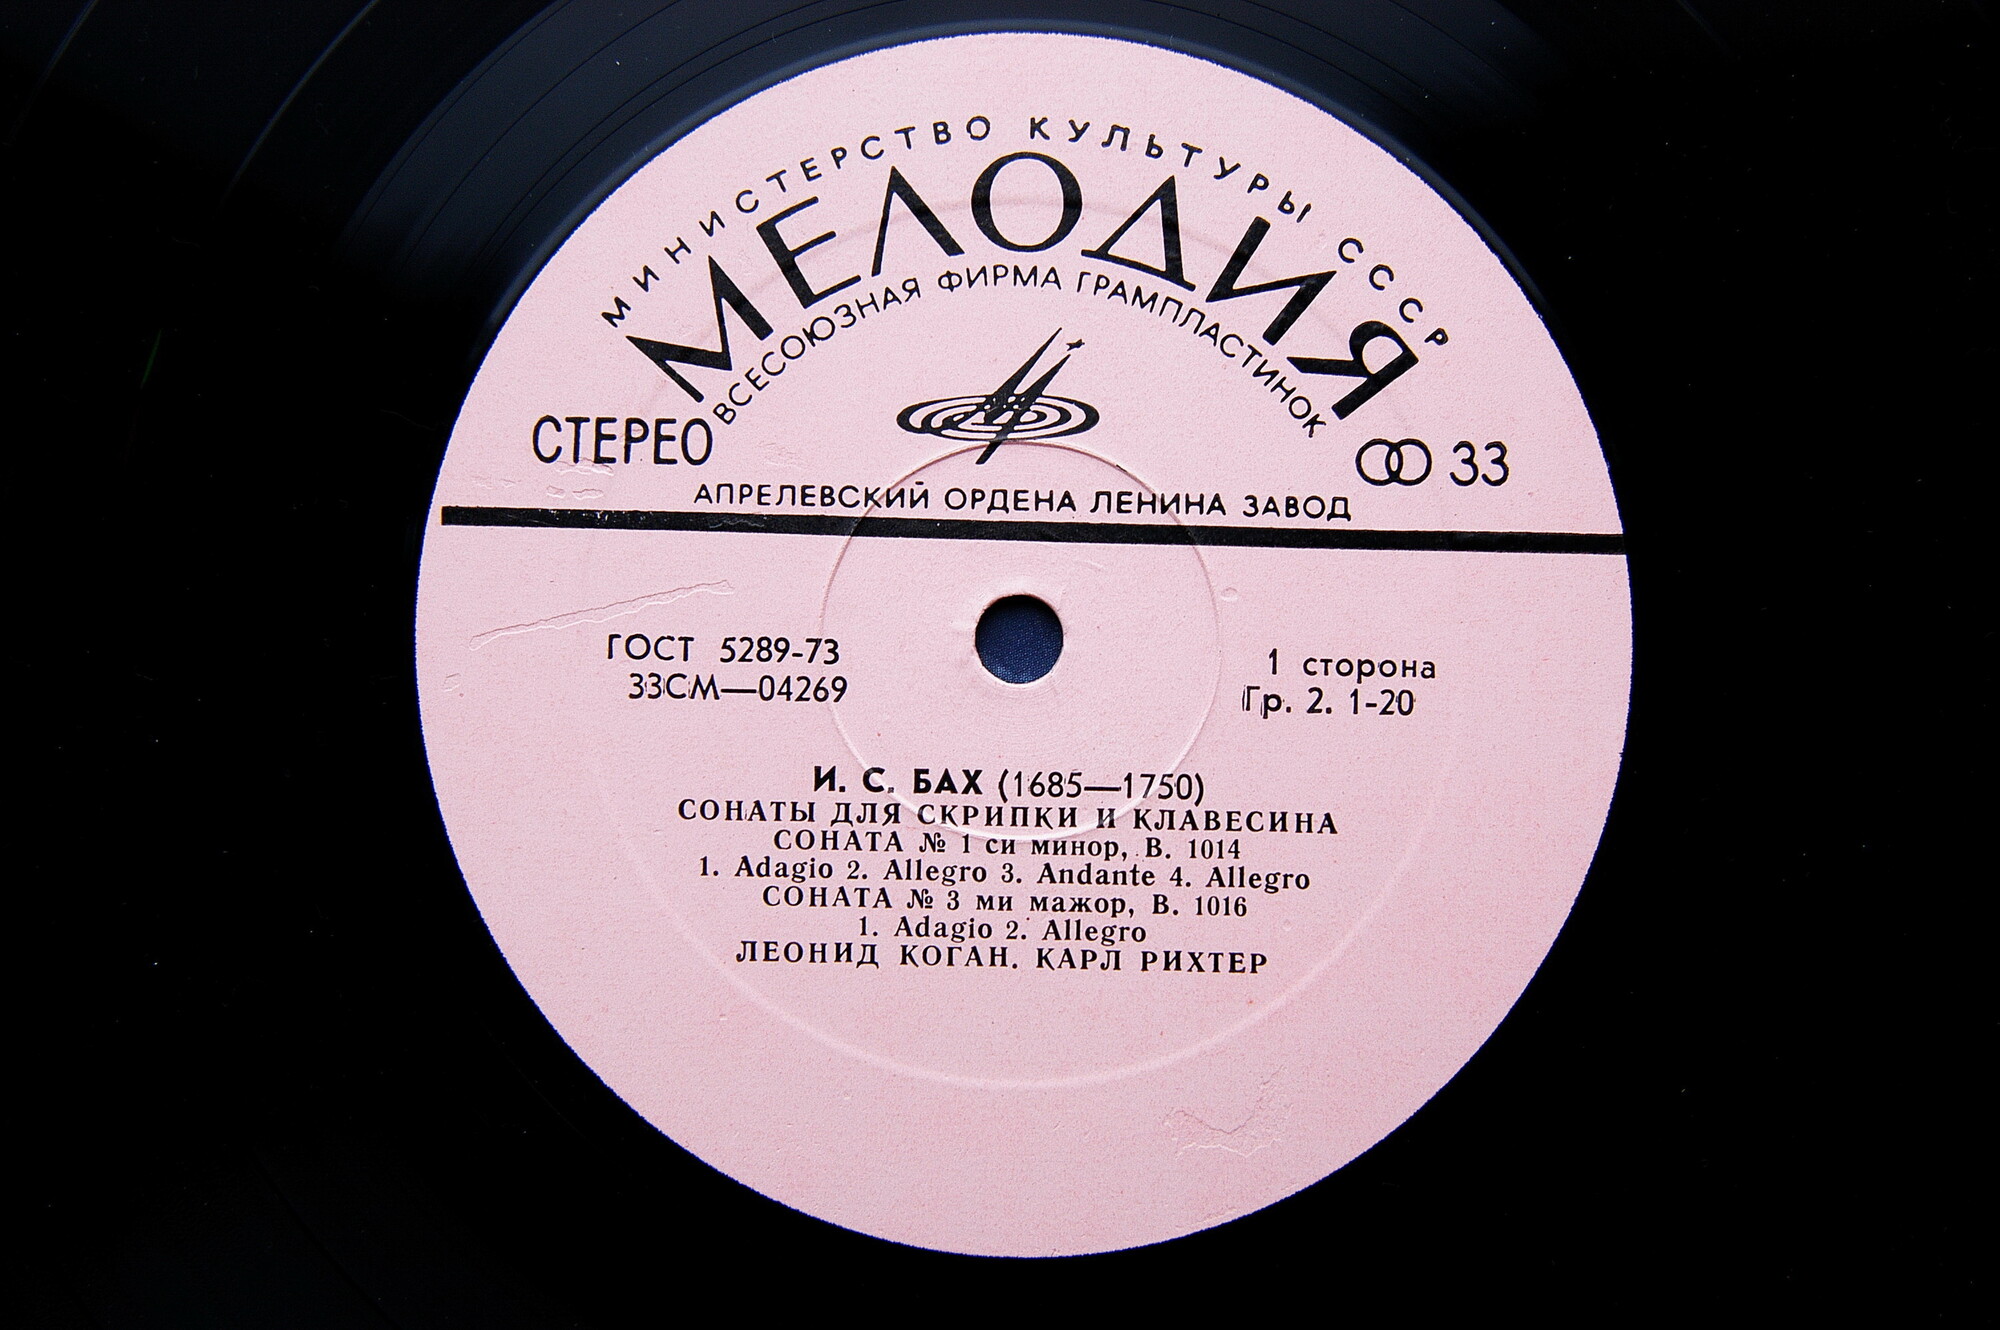 МИНИСТЕРСТВО КУЛЬТУРЫ СССР
МЕЛОДИЯ
ВСЕСОЮЗНАЯ ФИРМА ГРАМПЛАСТИНОК
СТЕРЕО
33
АПРЕЛЕВСКИЙ ОРДЕНА ЛЕНИНА ЗАВОД
ГОСТ 5289-73
33СМ—04269
1 сторона
Гр. 2. 1-20
И. С. БАХ (1685—1750)
СОНАТЫ ДЛЯ СКРИПКИ И КЛАВЕСИНА
СОНАТА № 1 си минор, В. 1014
1. Adagio 2. Allegro 3. Andante 4. Allegro
СОНАТА № 3 ми мажор, В. 1016
1. Adagio 2. Allegro
ЛЕОНИД КОГАН. КАРЛ РИХТЕР